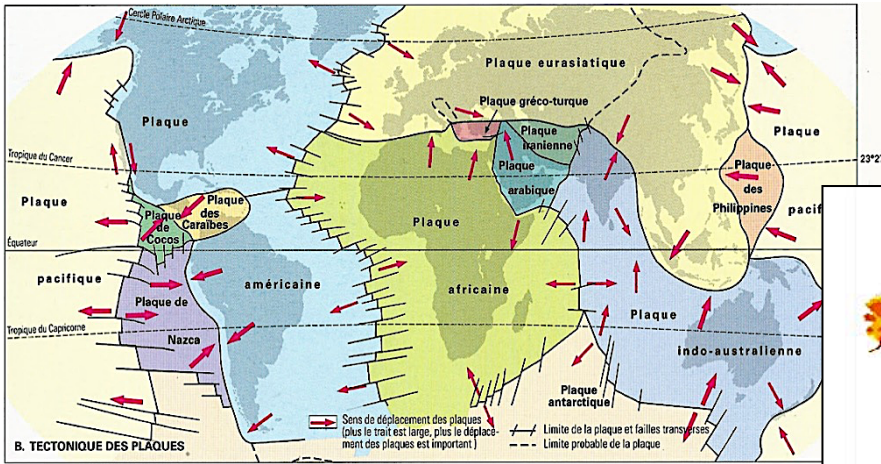 Cercle Polaire Arctique
Plaque eurasiatique
Plaque gréco-turque
Plaque
Plaque
iranienne
Plaque
Tropique du Cancer
23°27
Plaque
arabique
Plaque
des
Philippines
Plaque
Plaque
de
Cocos
Plaque
des
Caraïbes
Plaque
pacif
Équateur
pacifique
américaine
africaine
Plaque de
Nazca
Plaque
Tropique du Capricorne
indo-australienne
Plaque
antarctique
B. TECTONIQUE DES PLAQUES
Sens de déplacement des plaques
(plus le trait est large, plus le déplace-
ment des plaques est important)
Limite de la plaque et failles transverses
Limite probable de la plaque